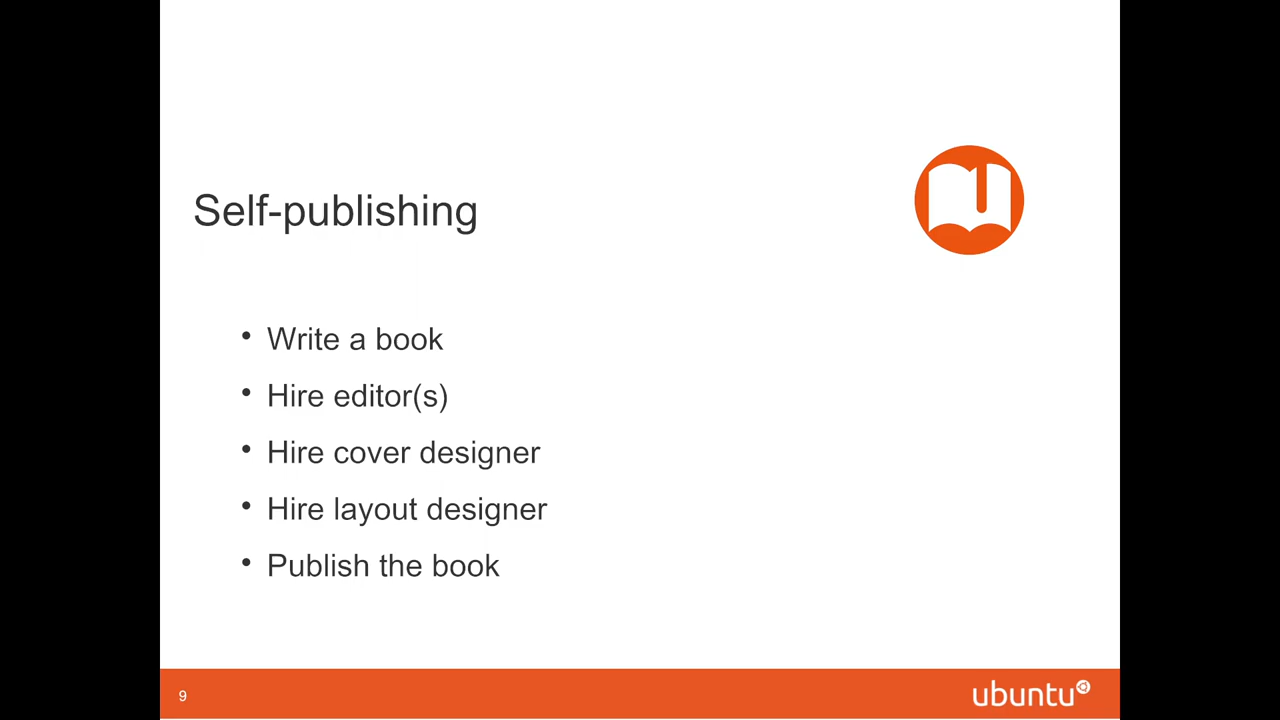 Self-publishing
• Write a book
• Hire editor(s)
• Hire cover designer
• Hire layout designer
• Publish the book
9
ubuntu